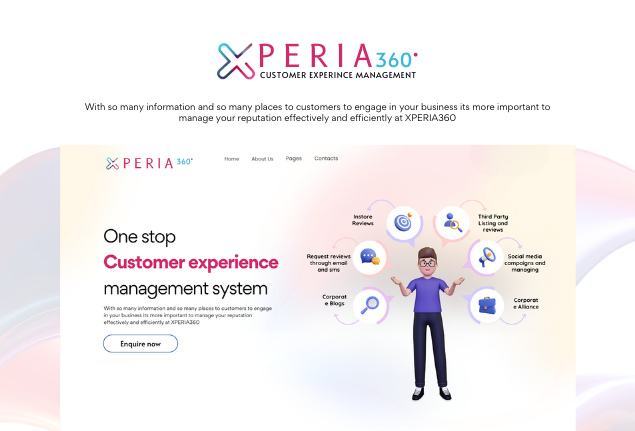 XPERIA360°
CUSTOMER EXPERINCE MANAGEMENT
With so many information and so many places to customers to engage in your business its more important to
manage your reputation effectively and efficiently at XPERIA360
XPERIA360°
Home About Us Pages Contacts
One stop
Customer experience
management system
With so many information and so many places to customers to engage
in your business its more important to manage your reputation
effectively and efficiently at XPERIA360
Enquire now
Instore
Reviews
Third Party
Listing and
reviews
Request reviews
through email
and sms
Social media
campaigns and
managing
Corporat
e Blogs
Corporat
e Alliance